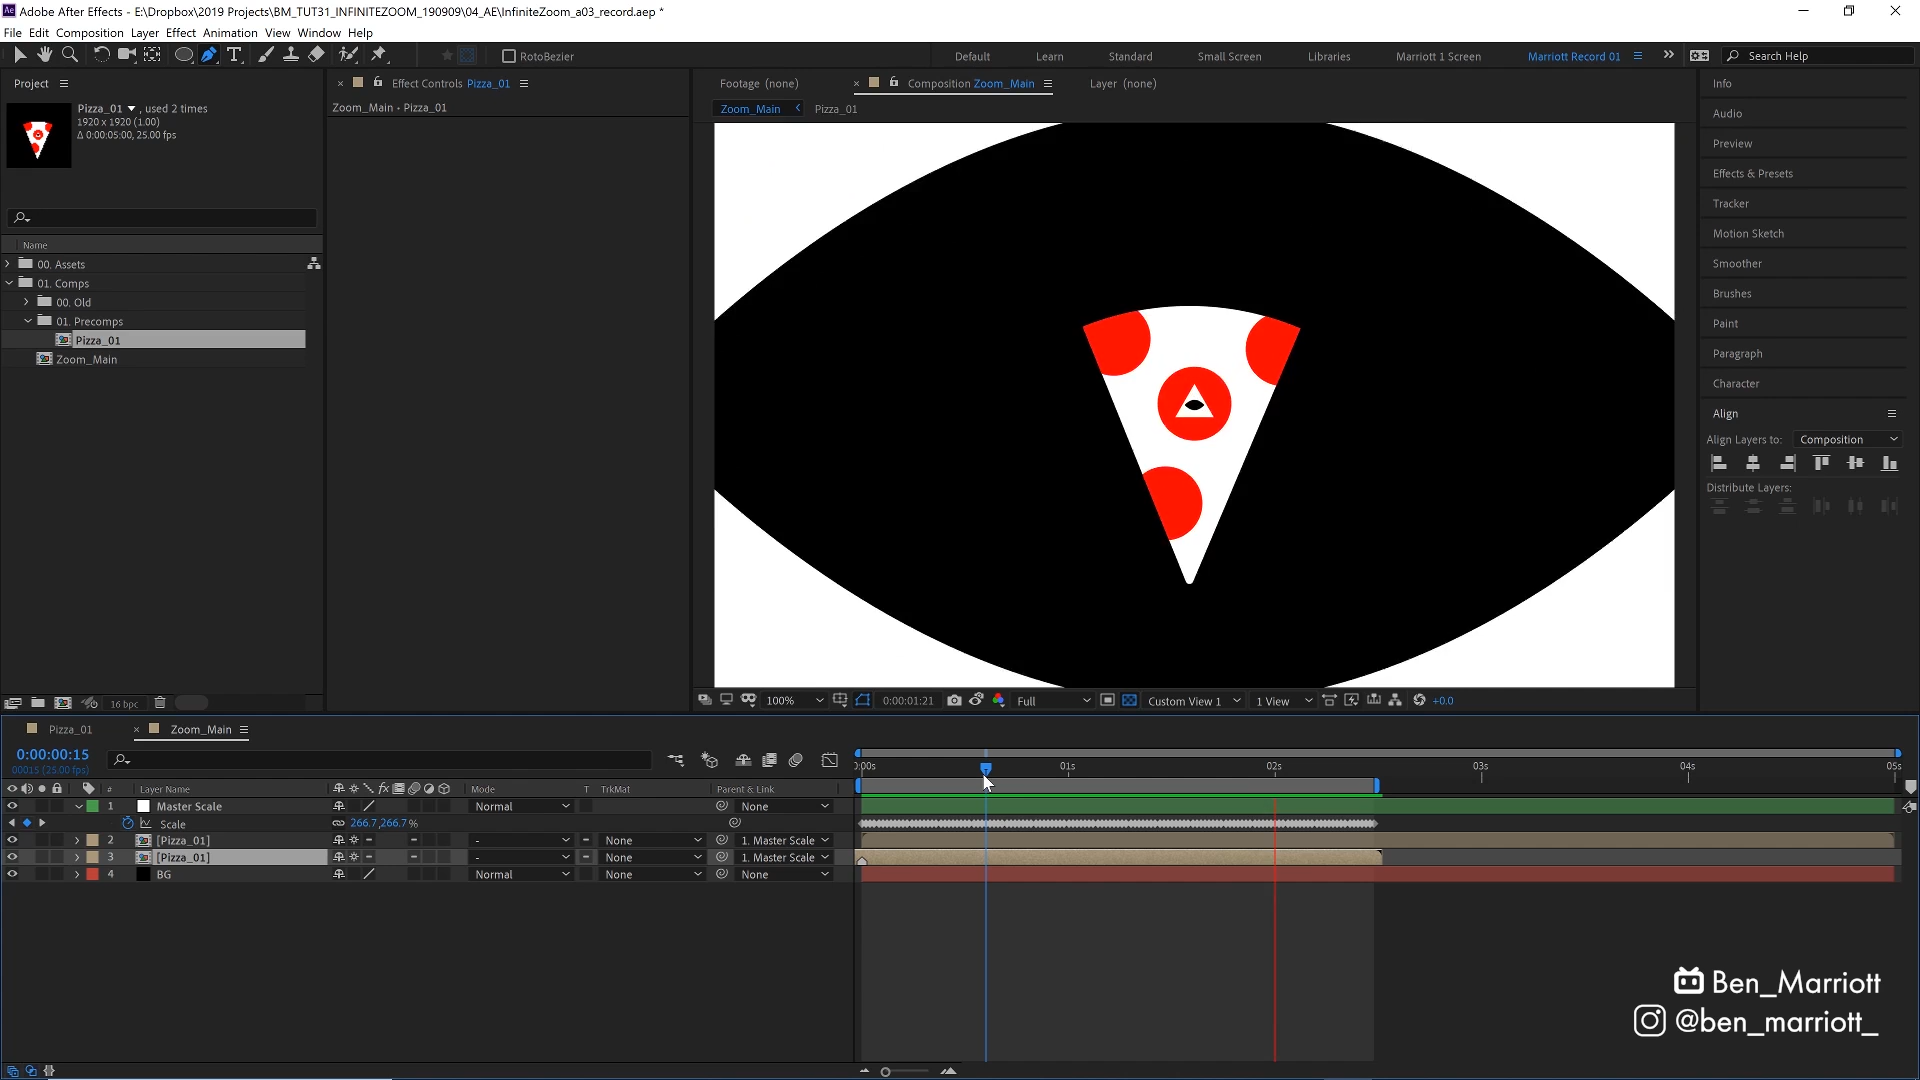 Adobe After Effects - E:\Dropbox\2019 Projects\BM_TUT31_INFINITEZOOM_190909\04_AE\InfiniteZoom_a03_record.aep *
File Edit Composition Layer Effect Animation View Window Help
RotoBezier
Default Learn Standard Small Screen Libraries Marriott 1 Screen Marriott Record 01 Search Help
Project
Pizza_01 , used 2 times
1920 x 1920 (1.00)
Δ 0:00:05:00, 25.00 fps
Name
00. Assets
01. Comps
00. Old
01. Precomps
Pizza_01
Zoom_Main
16 bpc
Effect Controls Pizza_01
Zoom_Main • Pizza_01
Footage (none) Composition Zoom_Main Layer (none)
Zoom_Main Pizza_01
100% 0:00:01:21 Full Custom View 1 1 View +0.0
Info
Audio
Preview
Effects & Presets
Tracker
Motion Sketch
Smoother
Brushes
Paint
Paragraph
Character
Align
Align Layers to: Composition
Distribute Layers:
Pizza_01 Zoom_Main
0:00:00:15
00015 (25.00 fps)
):00s 01s 02s 03s 04s 05s
# Layer Name Mode T TrkMat Parent & Link
1 Master Scale Normal None
Scale 266.7,266.7 %
2 [Pizza_01] - None 1. Master Scale
3 [Pizza_01] - None 1. Master Scale
4 BG Normal None None
Ben_Marriott
@ben_marriott_